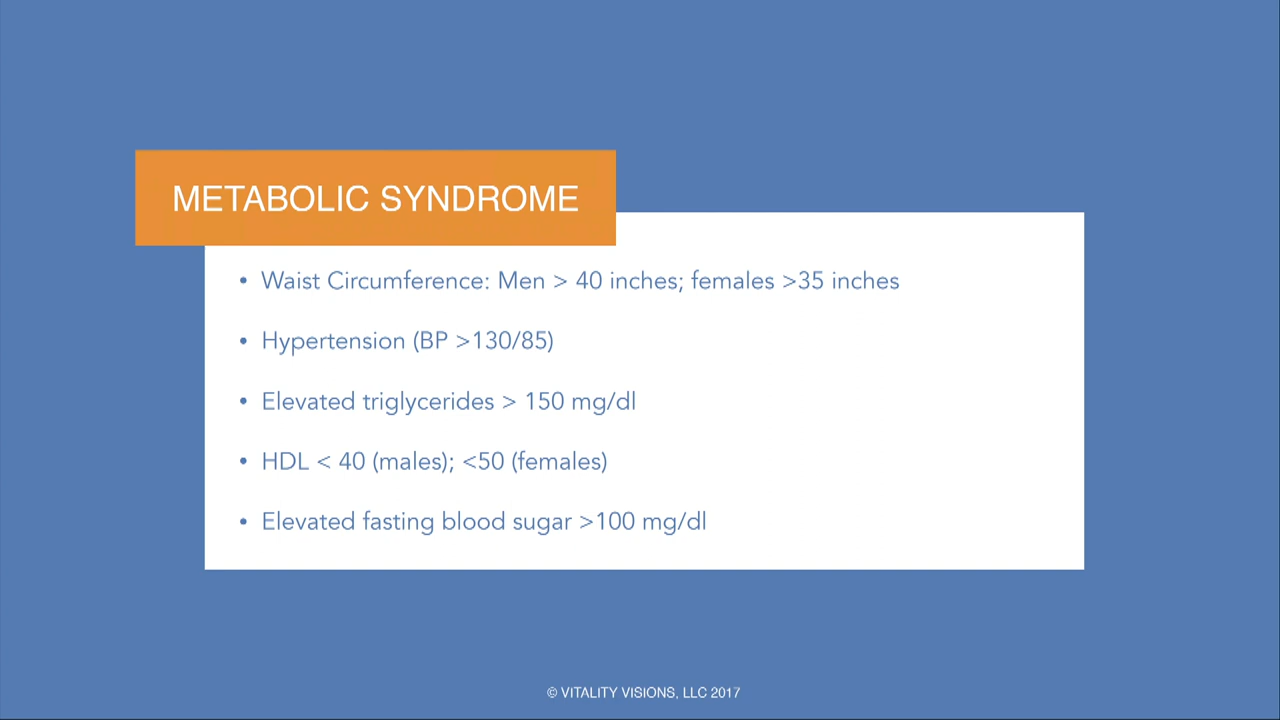 METABOLIC SYNDROME
• Waist Circumference: Men > 40 inches; females >35 inches
• Hypertension (BP >130/85)
• Elevated triglycerides > 150 mg/dl
• HDL < 40 (males); <50 (females)
• Elevated fasting blood sugar >100 mg/dl
© VITALITY VISIONS, LLC 2017